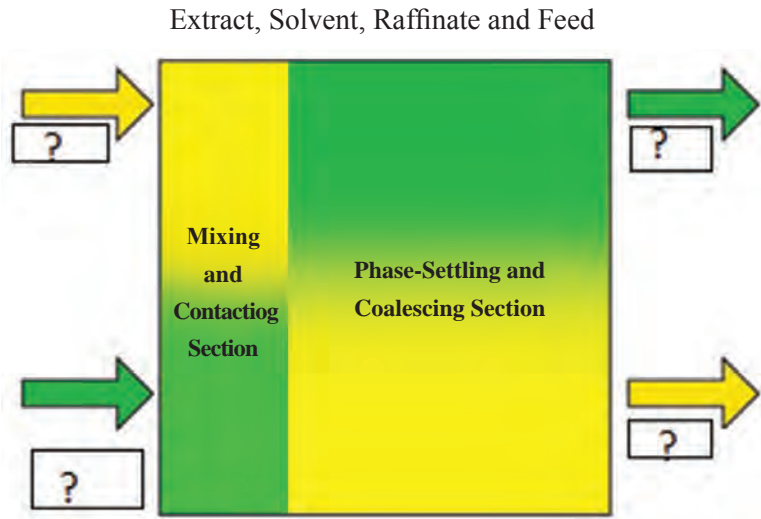 Extract, Solvent, Raffinate and Feed
?
?
Mixing
and
Contactiog
Section
Phase-Settling and
Coalescing Section
?
?